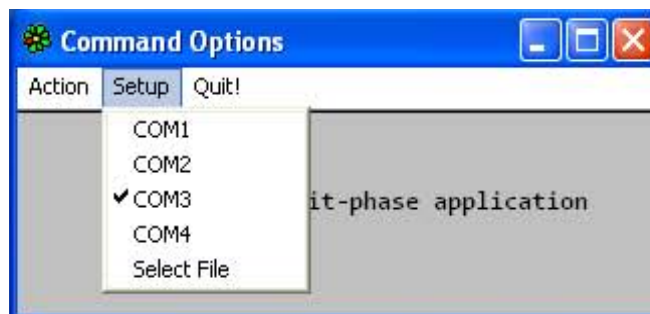 Command Options
Action Setup Quit!
COM1
COM2
✔COM3
it-phase application
COM4
Select File